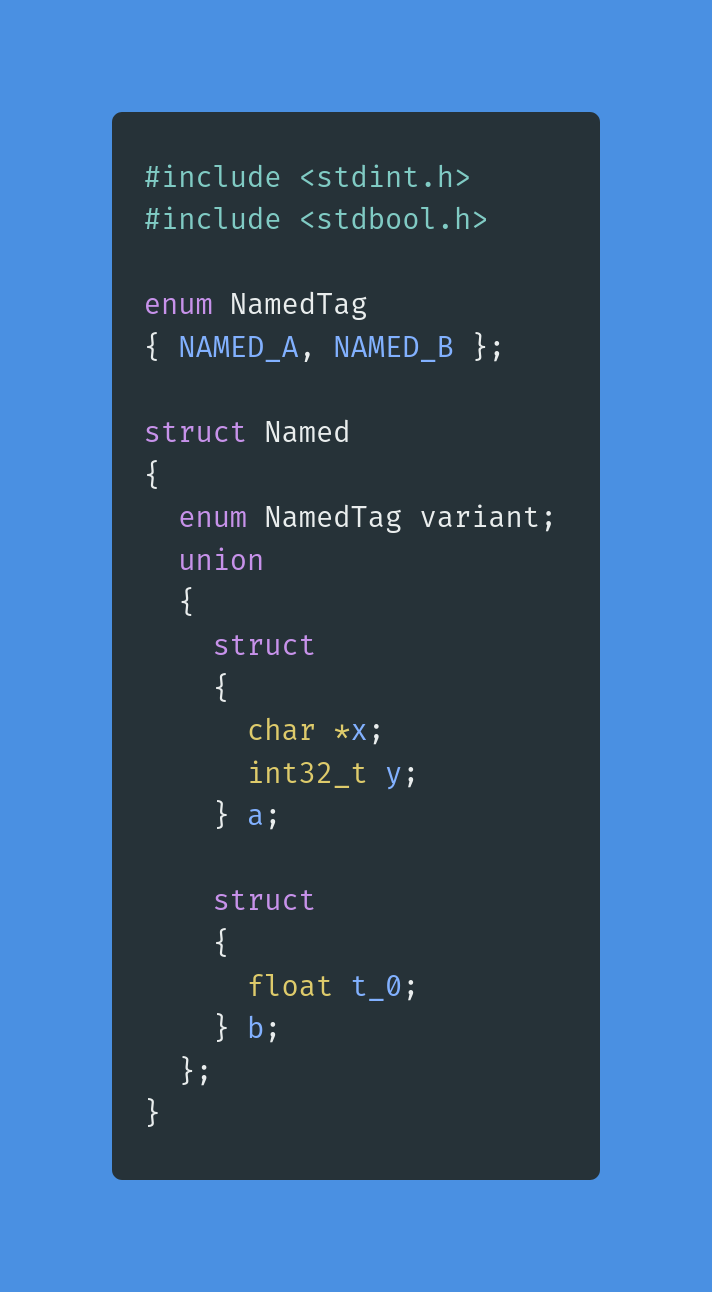 #include <stdint.h>
#include <stdbool.h>

enum NamedTag
{ NAMED_A, NAMED_B };

struct Named
{
  enum NamedTag variant;
  union
  {
    struct
    {
      char *x;
      int32_t y;
    } a;

    struct
    {
      float t_0;
    } b;
  };
}